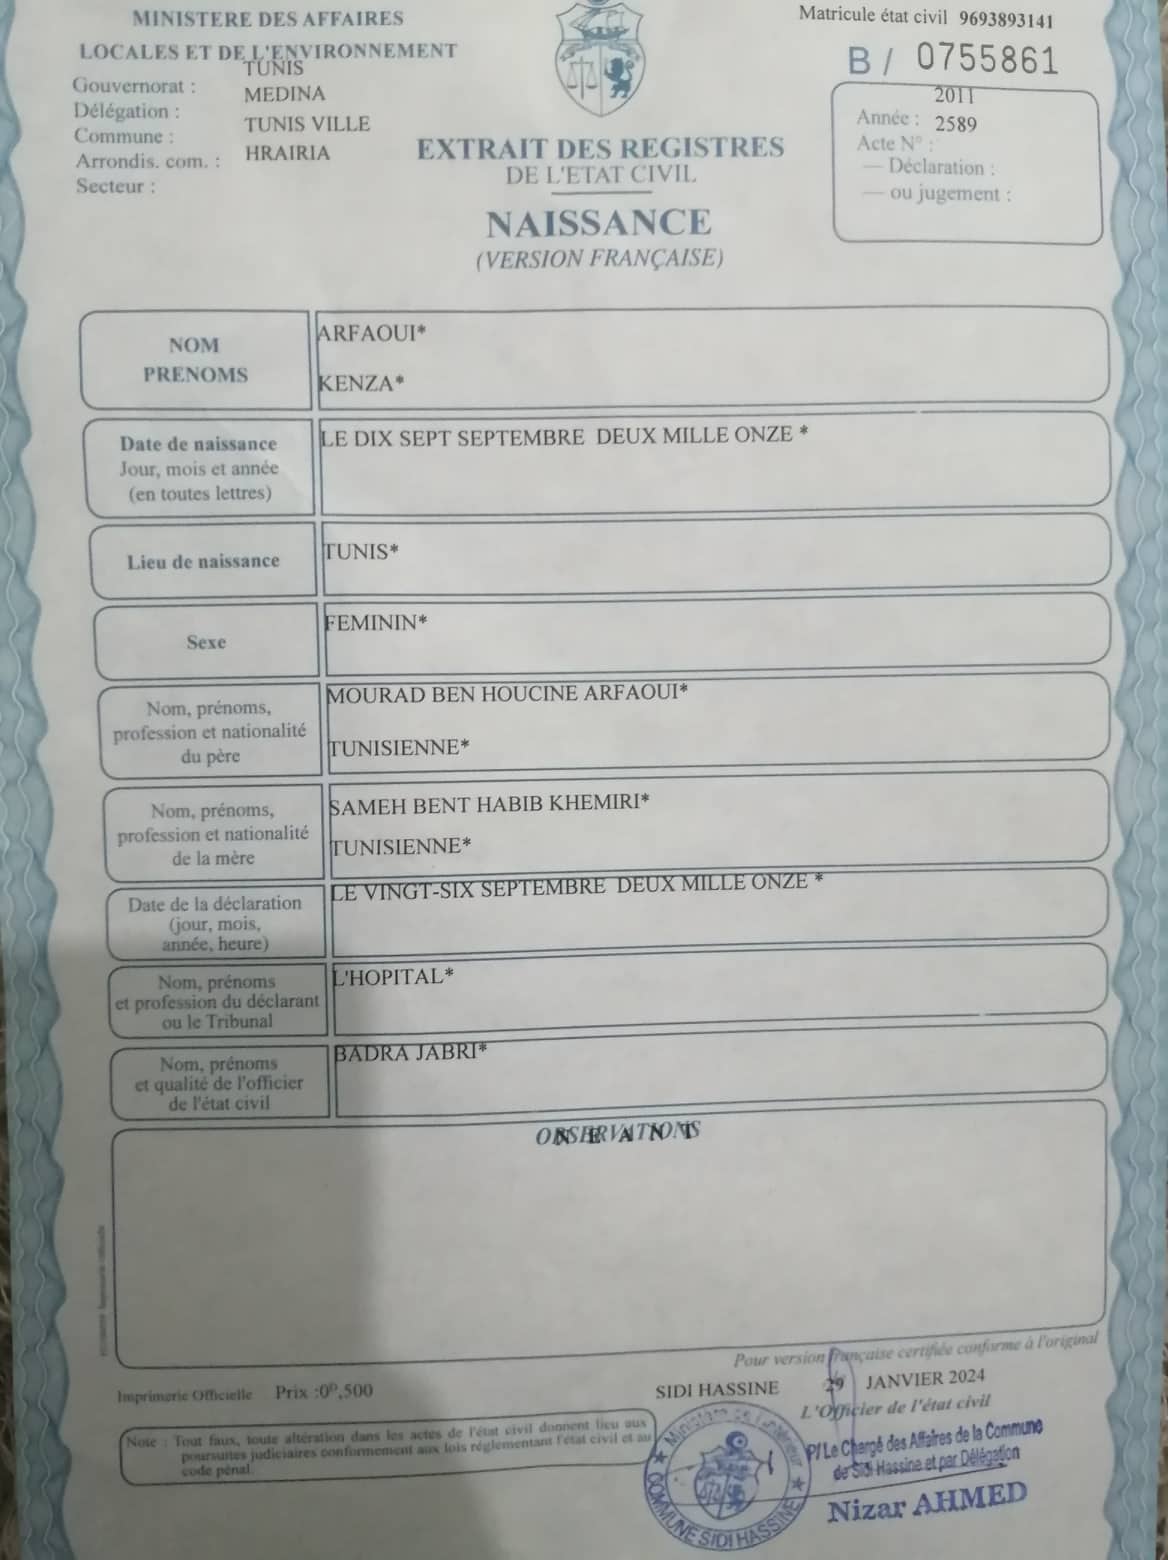 MINISTERE DES AFFAIRES
LOCALES ET DE L'ENVIRONNEMENT
Gouvernorat : TUNIS
Délégation : MEDINA
Commune : TUNIS VILLE
Arrondis. com. : HRAIRIA
Secteur :
Matricule état civil 9693893141
B/ 0755861
Année : 2011
Acte N° : 2589
— Déclaration :
— ou jugement :
EXTRAIT DES REGISTRES
DE L'ETAT CIVIL
NAISSANCE
(VERSION FRANÇAISE)
NOM
PRENOMS
ARFAOUI*
KENZA*
Date de naissance
Jour, mois et année
(en toutes lettres)
LE DIX SEPT SEPTEMBRE DEUX MILLE ONZE *
Lieu de naissance
TUNIS*
Sexe
FEMININ*
Nom, prénoms,
profession et nationalité
du père
MOURAD BEN HOUCINE ARFAOUI*
TUNISIENNE*
Nom, prénoms,
profession et nationalité
de la mère
SAMEH BENT HABIB KHEMIRI*
TUNISIENNE*
Date de la déclaration
(jour, mois,
année, heure)
LE VINGT-SIX SEPTEMBRE DEUX MILLE ONZE *
Nom, prénoms
et profession du déclarant
ou le Tribunal
L'HOPITAL*
Nom, prénoms
et qualité de l'officier
de l'état civil
BADRA JABRI*
OBSERVATIONS
N E A N T
Pour version française certifiée conforme à l'original
Imprimerie Officielle Prix :0ᴰ,500
SIDI HASSINE 29 JANVIER 2024
L'Officier de l'état civil
Note : Tout faux, toute altération dans les actes de l'état civil donnent lieu aux
poursuites judiciaires conformement aux lois réglementant l'état civil et au
code pénal.
P/ Le Chargé des Affaires de la Commune
de Sidi Hassine et par Délégation
Nizar AHMED
Ministère de l'Intérieur
COMMUNE SIDI HASSINE